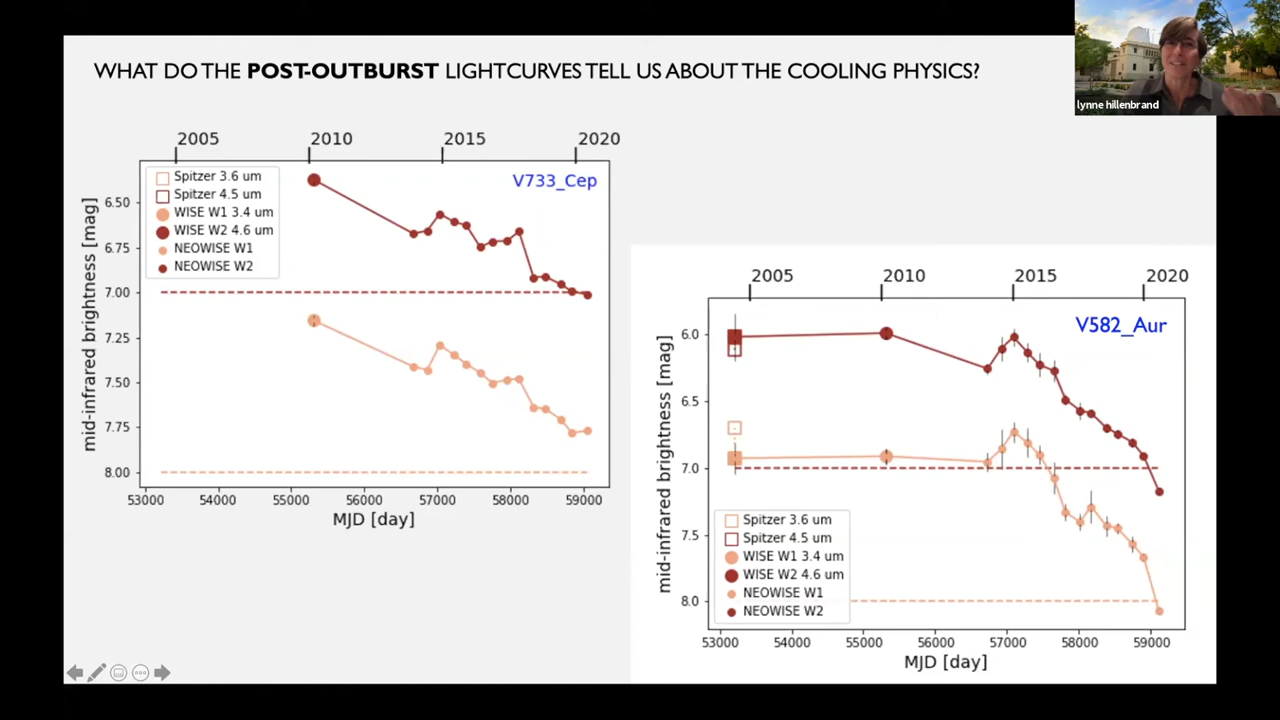 WHAT DO THE POST-OUTBURST LIGHTCURVES TELL US ABOUT THE COOLING PHYSICS?
lynne hillenbrand
2005 2010 2015 2020
V733_Cep
Spitzer 3.6 um
Spitzer 4.5 um
WISE W1 3.4 um
WISE W2 4.6 um
NEOWISE W1
NEOWISE W2
mid-infrared brightness [mag]
6.50
6.75
7.00
7.25
7.50
7.75
8.00
53000 54000 55000 56000 57000 58000 59000
MJD [day]
2005 2010 2015 2020
V582_Aur
mid-infrared brightness [mag]
6.0
6.5
7.0
7.5
8.0
Spitzer 3.6 um
Spitzer 4.5 um
WISE W1 3.4 um
WISE W2 4.6 um
NEOWISE W1
NEOWISE W2
53000 54000 55000 56000 57000 58000 59000
MJD [day]